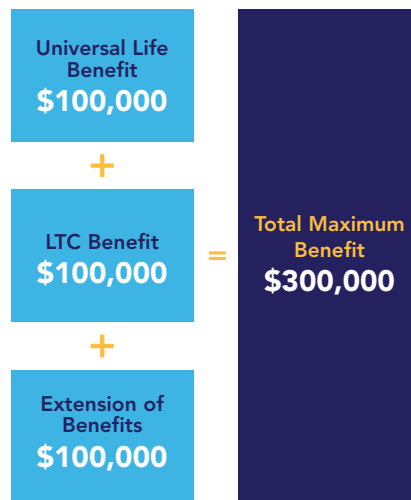 Universal Life
Benefit
$100,000
+
LTC Benefit
$100,000
+
Extension of
Benefits
$100,000
=
Total Maximum
Benefit
$300,000